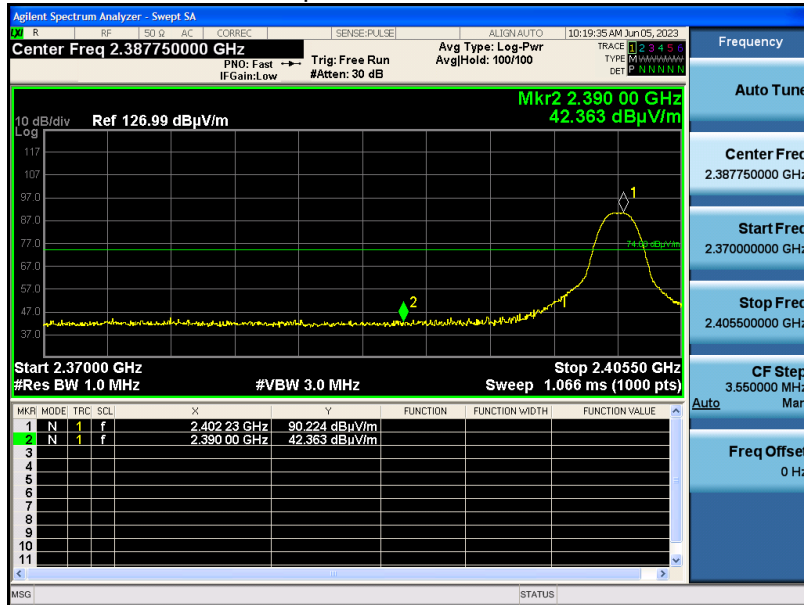 Agilent Spectrum Analyzer - Swept SA
LXI R RF 50 Ω AC CORREC SENSE:PULSE ALIGN AUTO 10:19:35 AM Jun 05, 2023
Center Freq 2.387750000 GHz
PNO: Fast
IFGain:Low
Trig: Free Run
#Atten: 30 dB
Avg Type: Log-Pwr
Avg|Hold: 100/100
TRACE 1 2 3 4 5 6
TYPE M
DET P N N N N N
Frequency
Mkr2 2.390 00 GHz
42.363 dBµV/m
10 dB/div Ref 126.99 dBµV/m
Log
117
107
97.0
87.0
77.0
67.0
57.0
47.0
37.0
1
74.00 dBµV/m
2
Start 2.37000 GHz Stop 2.40550 GHz
#Res BW 1.0 MHz #VBW 3.0 MHz Sweep 1.066 ms (1000 pts)
MKR MODE TRC SCL X Y FUNCTION FUNCTION WIDTH FUNCTION VALUE
1 N 1 f 2.402 23 GHz 90.224 dBµV/m
2 N 1 f 2.390 00 GHz 42.363 dBµV/m
3
4
5
6
7
8
9
10
11
MSG STATUS
Auto Tune
Center Freq
2.387750000 GHz
Start Freq
2.370000000 GHz
Stop Freq
2.405500000 GHz
CF Step
3.550000 MHz
Auto Man
Freq Offset
0 Hz